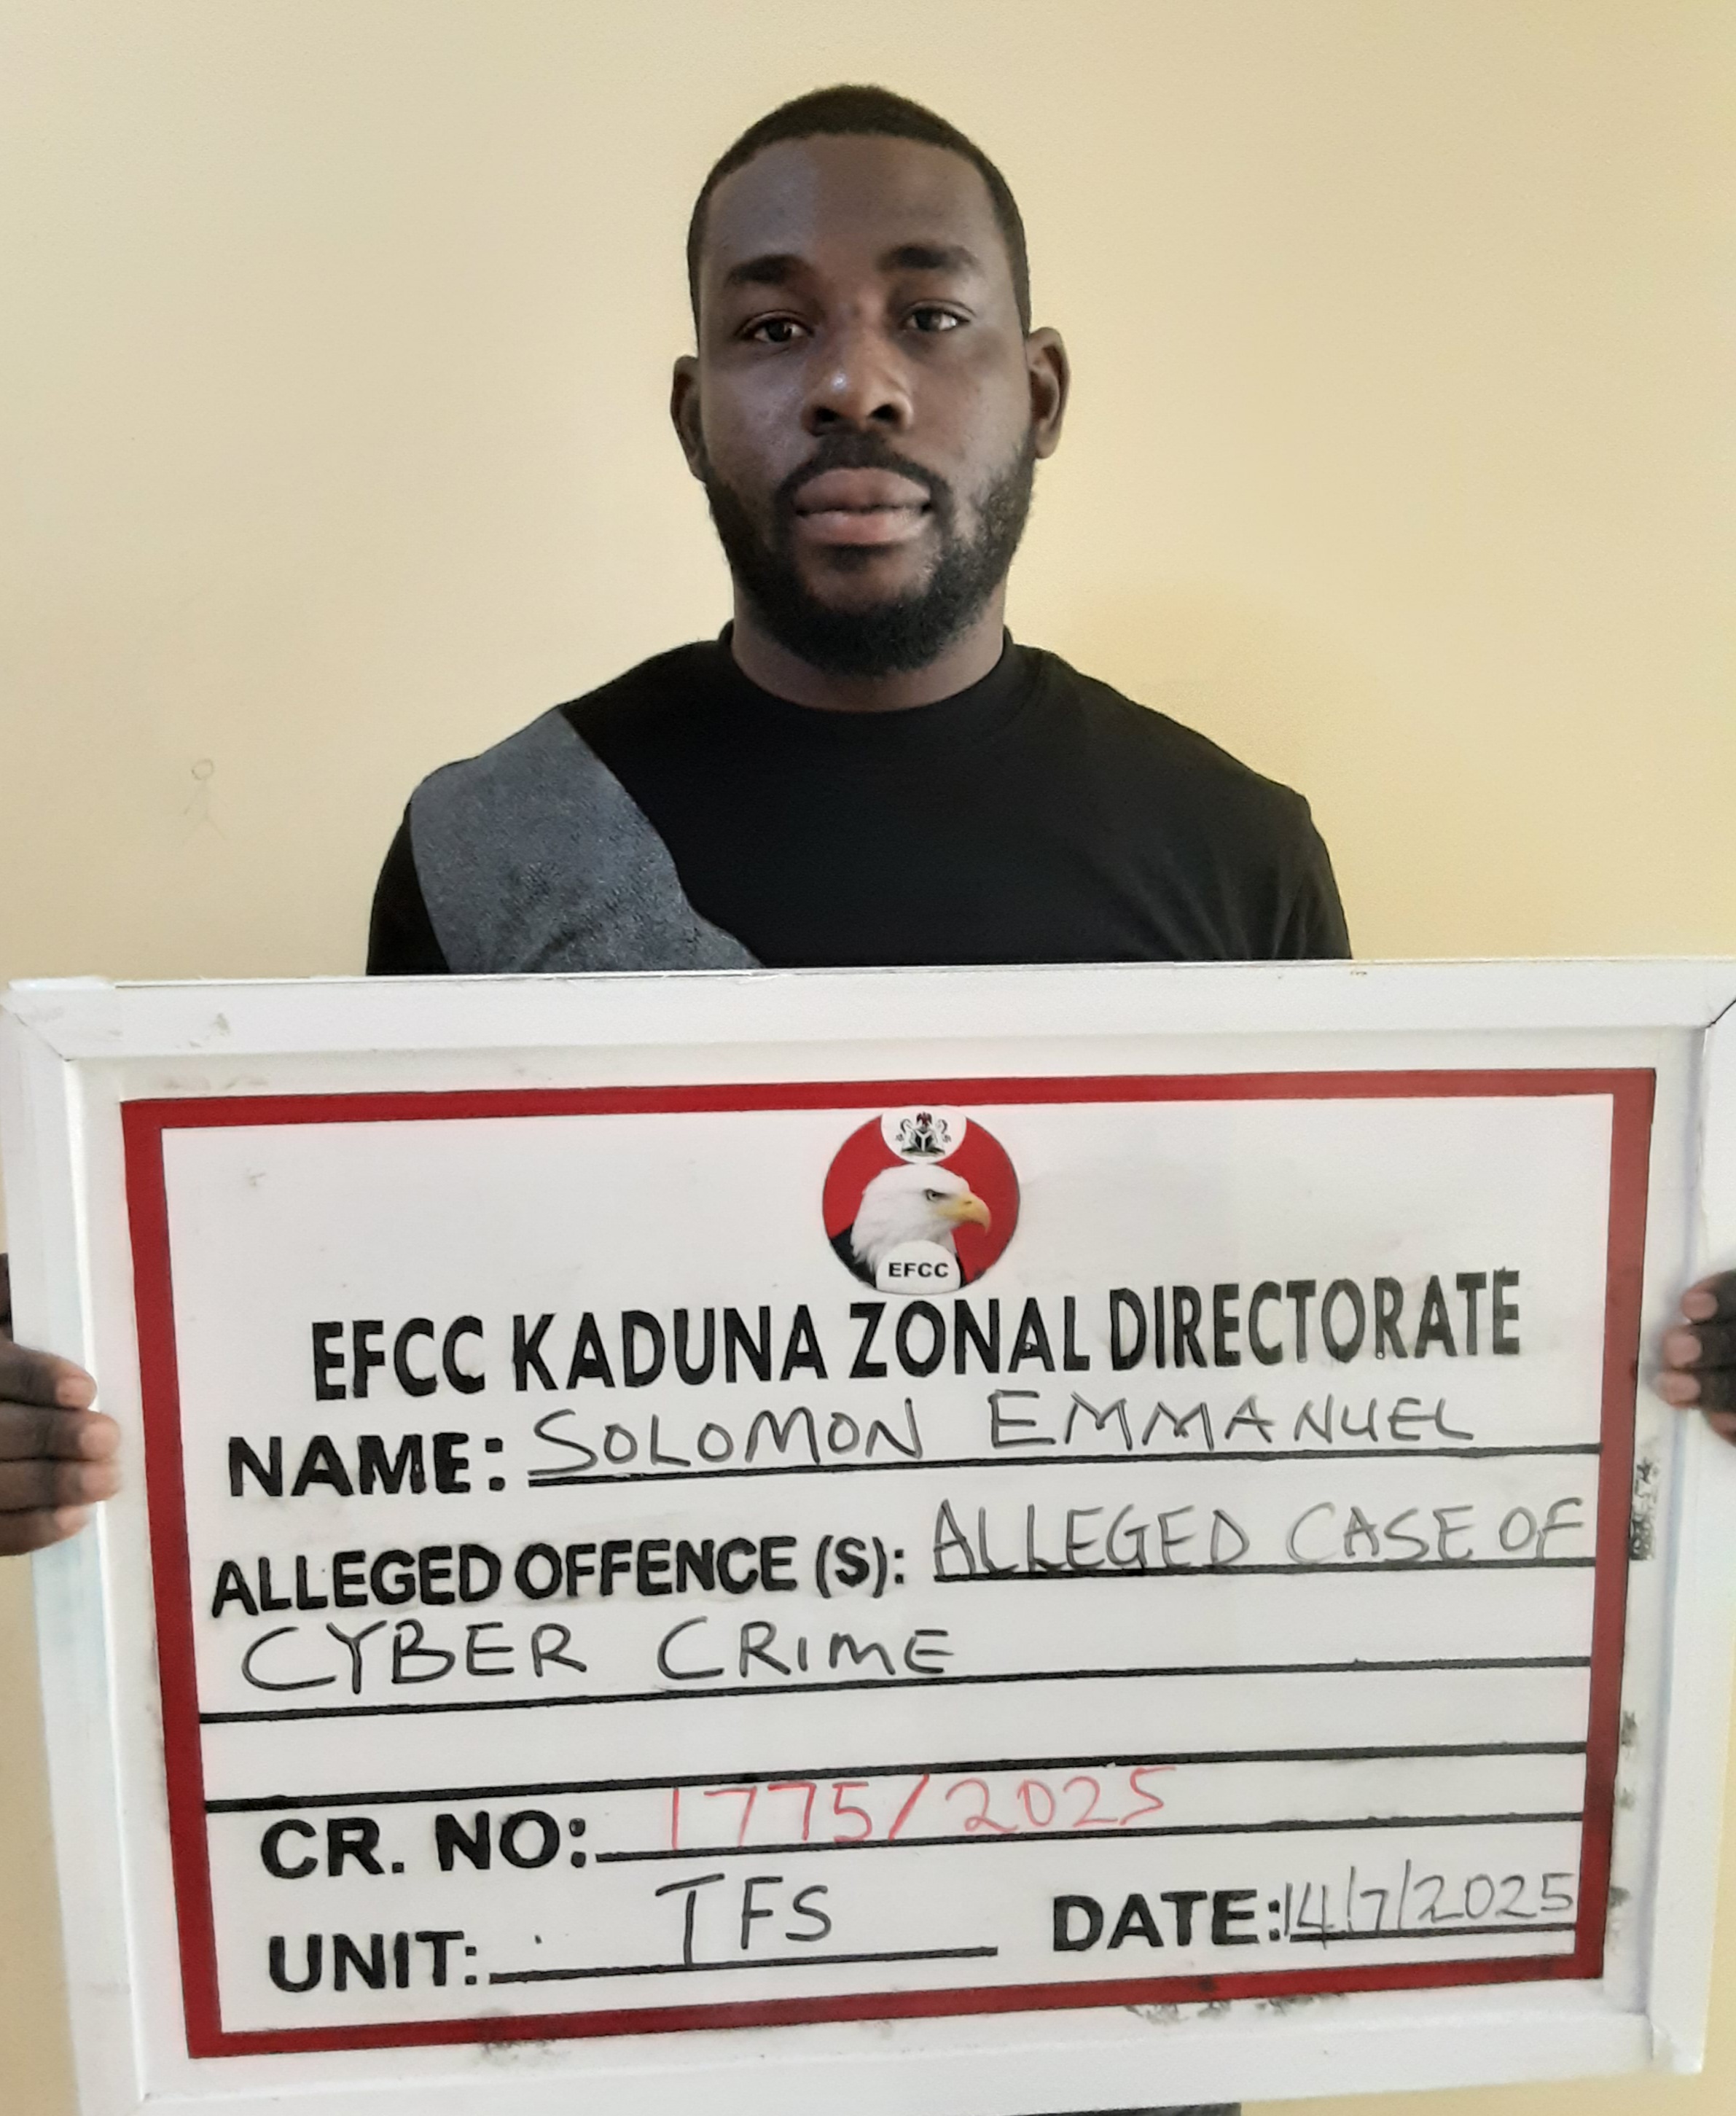 EFCC
EFCC KADUNA ZONAL DIRECTORATE
NAME: SOLOMON EMMANUEL
ALLEGED OFFENCE (S): ALLEGED CASE OF
CYBER CRIME
CR. NO: 1775/2025
UNIT: TFS DATE: 14/7/2025